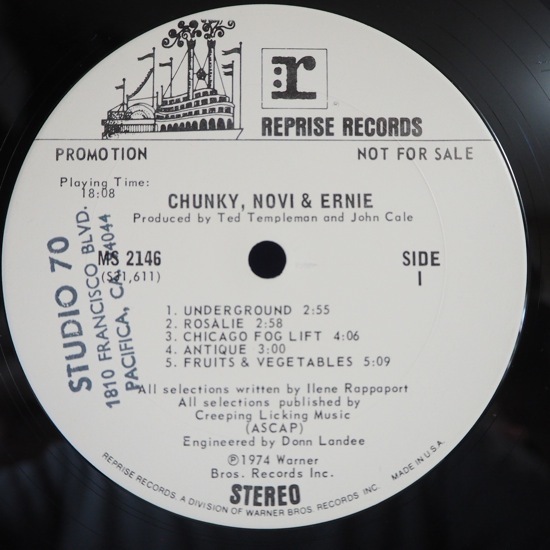 r
REPRISE RECORDS
PROMOTION
NOT FOR SALE
Playing Time:
18:08
CHUNKY, NOVI & ERNIE
Produced by Ted Templeman and John Cale
MS 2146
(S21,611)
SIDE
1
STUDIO 70
1810 FRANCISCO BLVD.
PACIFICA, CA. 94044
1. UNDERGROUND 2:55
2. ROSALIE 2:58
3. CHICAGO FOG LIFT 4:06
4. ANTIQUE 3:00
5. FRUITS & VEGETABLES 5:09
All selections written by Ilene Rappaport
All selections published by
Creeping Licking Music
(ASCAP)
Engineered by Donn Landee
℗1974 Warner
Bros. Records Inc.
STEREO
REPRISE RECORDS, A DIVISION OF WARNER BROS. RECORDS INC. MADE IN U.S.A.